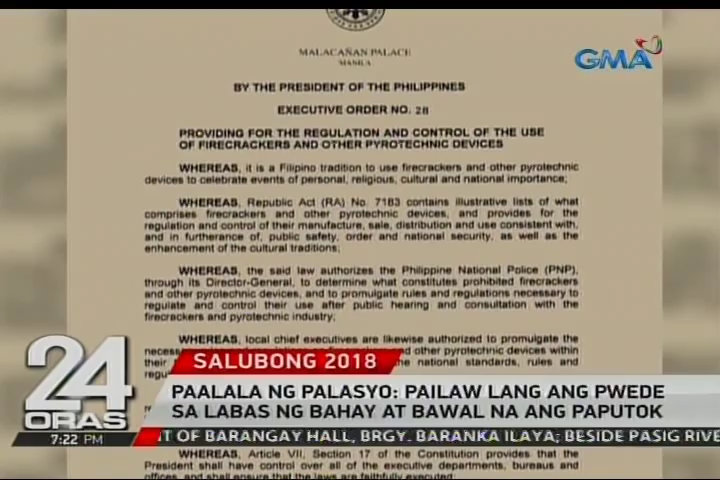 MALACAÑAN PALACE
MANILA
GMA
BY THE PRESIDENT OF THE PHILIPPINES
EXECUTIVE ORDER NO. 28
PROVIDING FOR THE REGULATION AND CONTROL OF THE USE
OF FIRECRACKERS AND OTHER PYROTECHNIC DEVICES
WHEREAS, it is a Filipino tradition to use firecrackers and other pyrotechnic
devices to celebrate events of personal, religious, cultural and national importance;
WHEREAS, Republic Act (RA) No. 7183 contains illustrative lists of what
comprises firecrackers and other pyrotechnic devices, and provides for the
regulation and control of their manufacture, sale, distribution and use consistent with,
and in furtherance of, public safety, order and national security, as well as the
enhancement of the cultural traditions;
WHEREAS, the said law authorizes the Philippine National Police (PNP),
through its Director-General, to determine what constitutes prohibited firecrackers
and other pyrotechnic devices, and to promulgate rules and regulations necessary to
regulate and control their use after public hearing and consultation with the
firecrackers and pyrotechnic industry;
WHEREAS, local chief executives are likewise authorized to promulgate the
other pyrotechnic devices within
their
the national standards, rules and
24
ORAS
7:22 PM
SALUBONG 2018
PAALALA NG PALASYO: PAILAW LANG ANG PWEDE
SA LABAS NG BAHAY AT BAWAL NA ANG PAPUTOK
T OF BARANGAY HALL, BRGY. BARANKA ILAYA; BESIDE PASIG RIVE
WHEREAS, Article VII, Section 17 of the Constitution provides that the
President shall have control over all of the executive departments, bureaus and
offices, and shall ensure that the laws are faithfully executed;